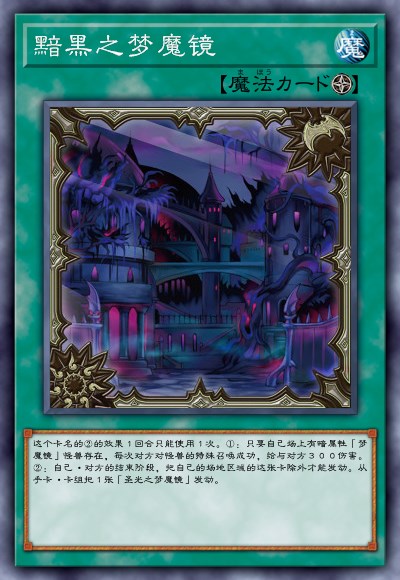 黯黑之梦魔镜
魔
【魔法カード】
まほう
这个卡名的②的效果１回合只能使用１次。①：只要自己场上有暗属性「梦
魔镜」怪兽存在，每次对方对怪兽的特殊召唤成功，给与对方３００伤害。
②：自己·对方的结束阶段，把自己的场地区域的这张卡除外才能发动。从
手卡·卡组把１张「圣光之梦魔镜」发动。